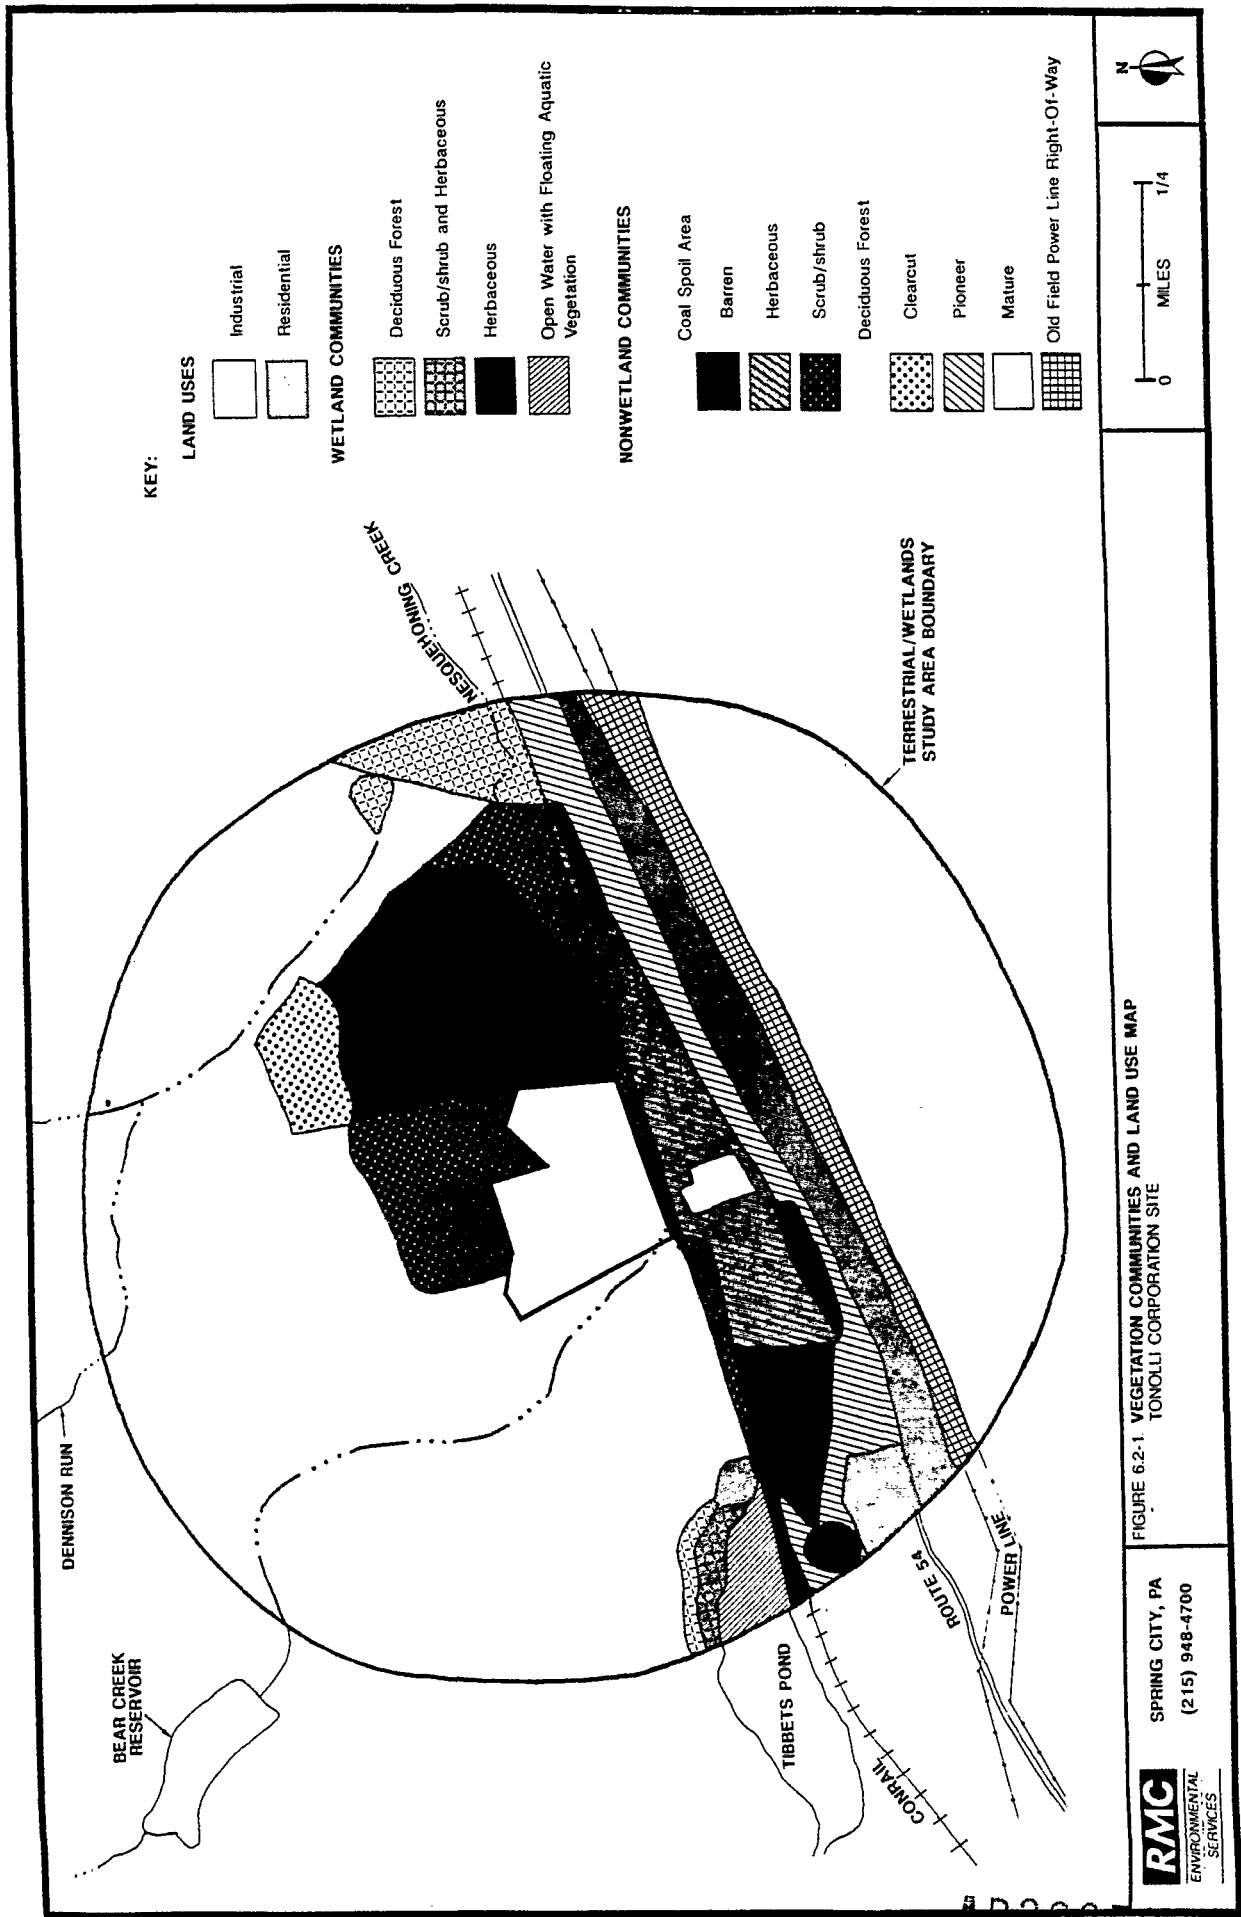 BEAR CREEK
RESERVOIR
DENNISON RUN
NESQUEHONING CREEK
TERRESTRIAL/WETLANDS
STUDY AREA BOUNDARY
TIBBETS POND
CONRAIL
ROUTE 54
POWER LINE
KEY:
LAND USES
Industrial
Residential
WETLAND COMMUNITIES
Deciduous Forest
Scrub/shrub and Herbaceous
Herbaceous
Open Water with Floating Aquatic
Vegetation
NONWETLAND COMMUNITIES
Coal Spoil Area
Barren
Herbaceous
Scrub/shrub
Deciduous Forest
Clearcut
Pioneer
Mature
Old Field Power Line Right-Of-Way
RMC
ENVIRONMENTAL
SERVICES
SPRING CITY, PA
(215) 948-4700
FIGURE 6.2-1. VEGETATION COMMUNITIES AND LAND USE MAP
TONOLLI CORPORATION SITE
0
MILES
1/4
N